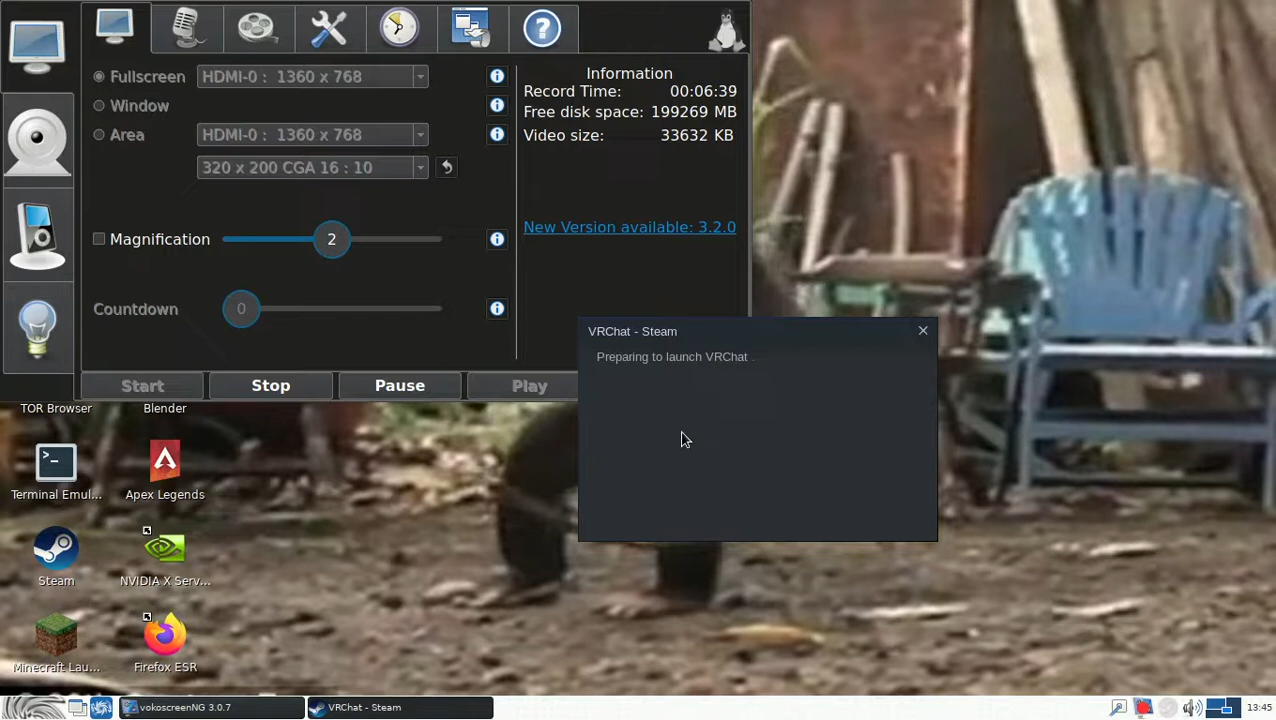 Fullscreen
HDMI-0 :  1360 x 768
Window
Area
HDMI-0 :  1360 x 768
320 x 200 CGA 16 : 10
Magnification
2
Countdown
0
Information
Record Time: 00:06:39
Free disk space: 199269 MB
Video size: 33632 KB
New Version available: 3.2.0
Start
Stop
Pause
Play
VRChat - Steam
Preparing to launch VRChat .
TOR Browser
Blender
Terminal Emul...
Apex Legends
Steam
NVIDIA X Serv...
Minecraft Lau...
Firefox ESR
vokoscreenNG 3.0.7
VRChat - Steam
13:45